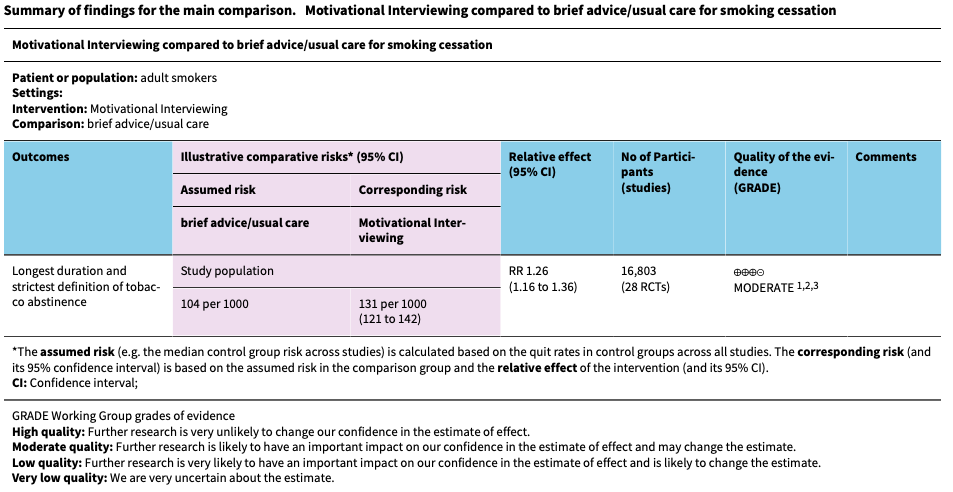 Summary of findings for the main comparison. Motivational Interviewing compared to brief advice/usual care for smoking cessation
Motivational Interviewing compared to brief advice/usual care for smoking cessation
Patient or population: adult smokers
Settings:
Intervention: Motivational Interviewing
Comparison: brief advice/usual care
Outcomes
Illustrative comparative risks* (95% CI)
Relative effect
(95% CI)
No of Partici-
pants
(studies)
Quality of the evi-
dence
(GRADE)
Comments
Assumed risk
Corresponding risk
brief advice/usual care
Motivational Inter-
viewing
Longest duration and
strictest definition of tobac-
co abstinence
Study population
RR 1.26
(1.16 to 1.36)
16,803
(28 RCTs)
⊕⊕⊕⊝
MODERATE 1,2,3
104 per 1000
131 per 1000
(121 to 142)
*The assumed risk (e.g. the median control group risk across studies) is calculated based on the quit rates in control groups across all studies. The corresponding risk (and
its 95% confidence interval) is based on the assumed risk in the comparison group and the relative effect of the intervention (and its 95% CI).
CI: Confidence interval;
GRADE Working Group grades of evidence
High quality: Further research is very unlikely to change our confidence in the estimate of effect.
Moderate quality: Further research is likely to have an important impact on our confidence in the estimate of effect and may change the estimate.
Low quality: Further research is very likely to have an important impact on our confidence in the estimate of effect and is likely to change the estimate.
Very low quality: We are very uncertain about the estimate.